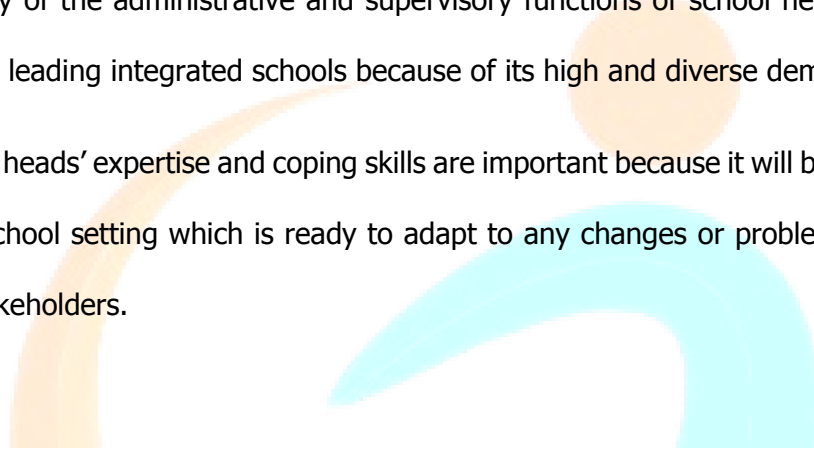 y of the administrative and supervisory functions of school he
leading integrated schools because of its high and diverse dem
heads’ expertise and coping skills are important because it will b
chool setting which is ready to adapt to any changes or proble
keholders.